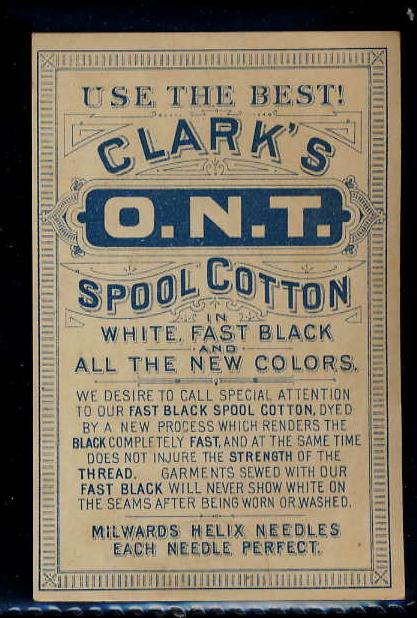 USE THE BEST!
CLARK'S
O.N.T.
SPOOL COTTON
IN
WHITE, FAST BLACK
AND
ALL THE NEW COLORS.
WE DESIRE TO CALL SPECIAL ATTENTION
TO OUR FAST BLACK SPOOL COTTON, DYED
BY A NEW PROCESS WHICH RENDERS THE
BLACK COMPLETELY FAST, AND AT THE SAME TIME
DOES NOT INJURE THE STRENGTH OF THE
THREAD. GARMENTS SEWED WITH OUR
FAST BLACK WILL NEVER SHOW WHITE ON
THE SEAMS AFTER BEING WORN OR WASHED.
MILWARDS HELIX NEEDLES
EACH NEEDLE PERFECT.